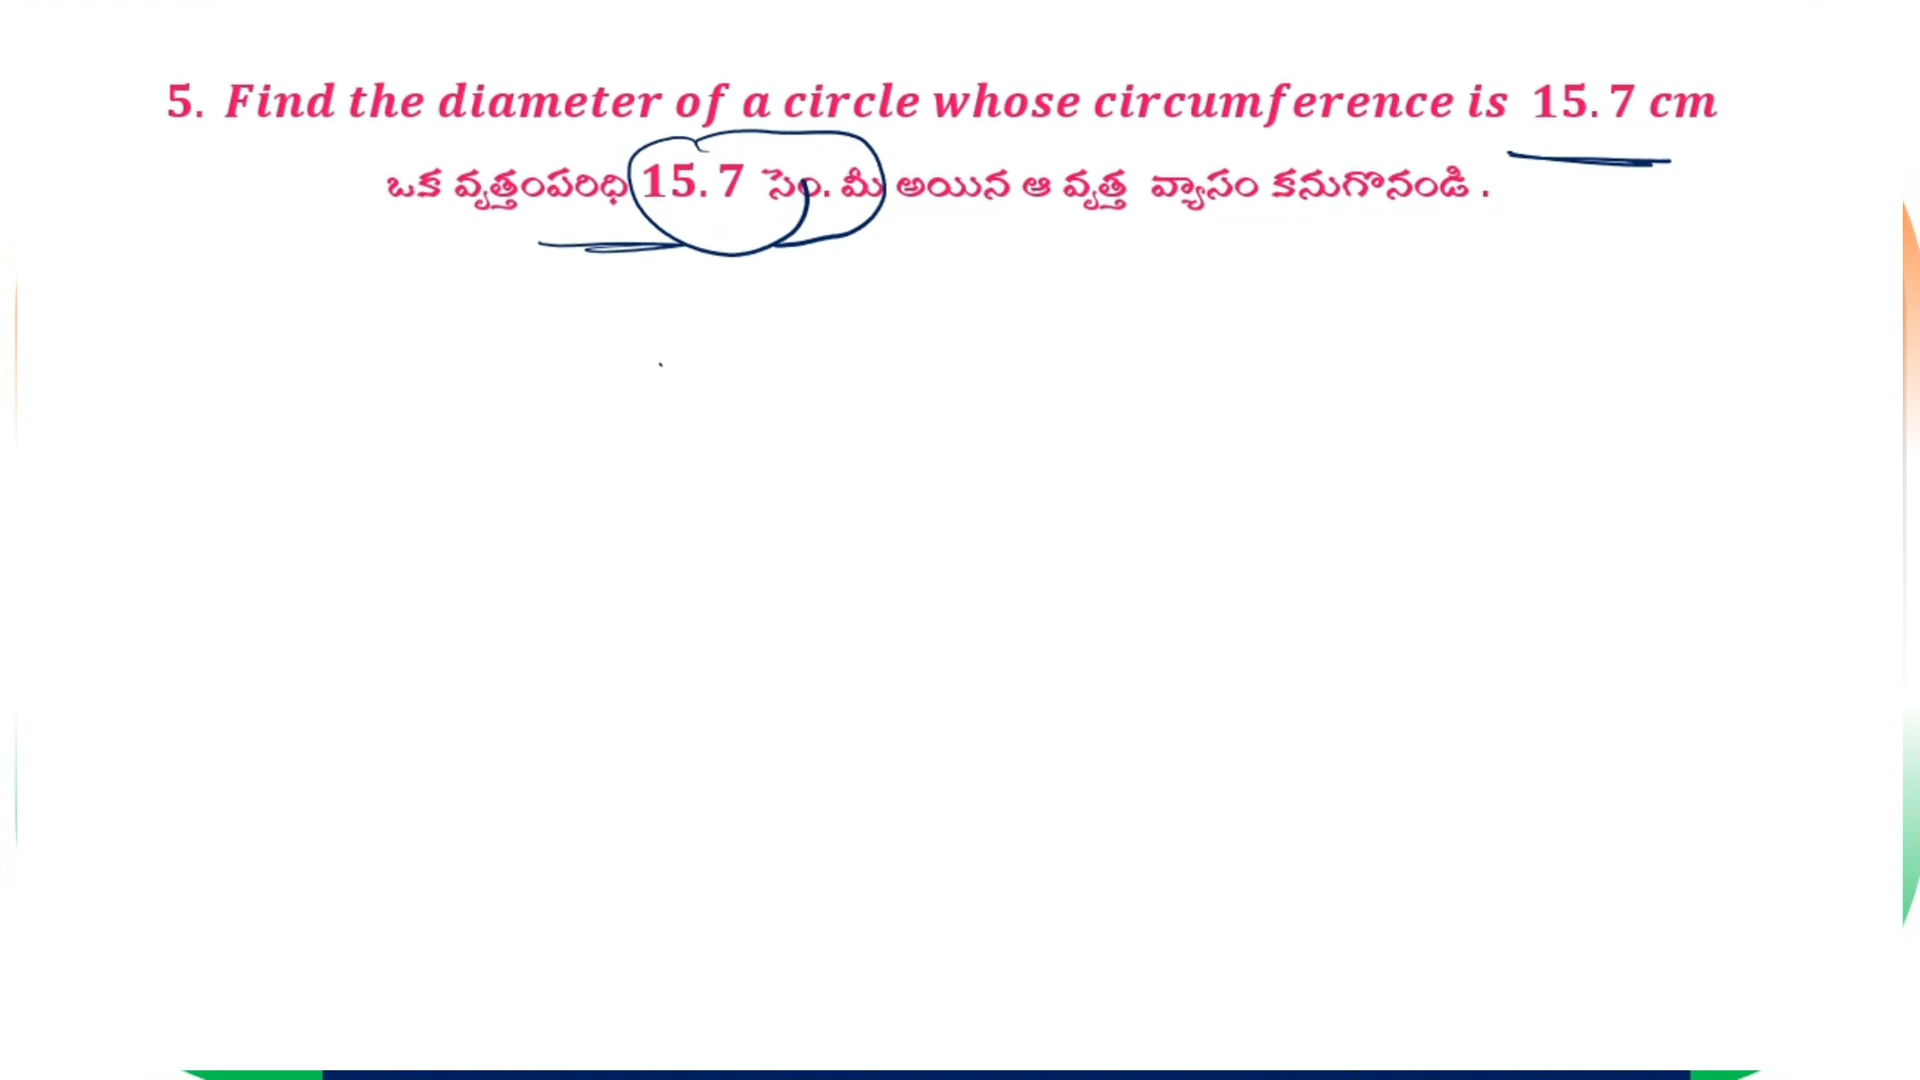 5. Find the diameter of a circle whose circumference is 15.7 cm
ఒక వృత్తంపరిధి 15.7 సెం. మీ అయిన ఆ వృత్త వ్యాసం కనుగొనండి .